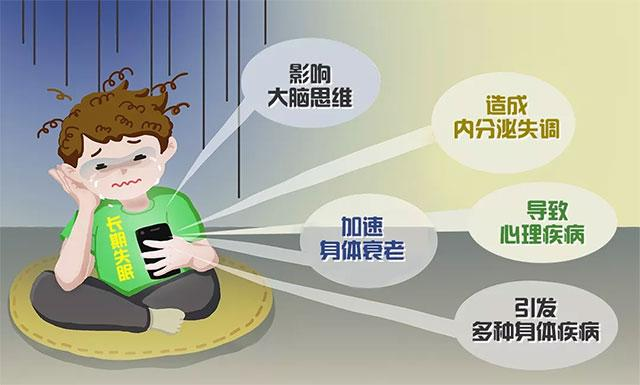 影响
大脑思维
造成
内分泌失调
长期失眠
加速
身体衰老
导致
心理疾病
引发
多种身体疾病